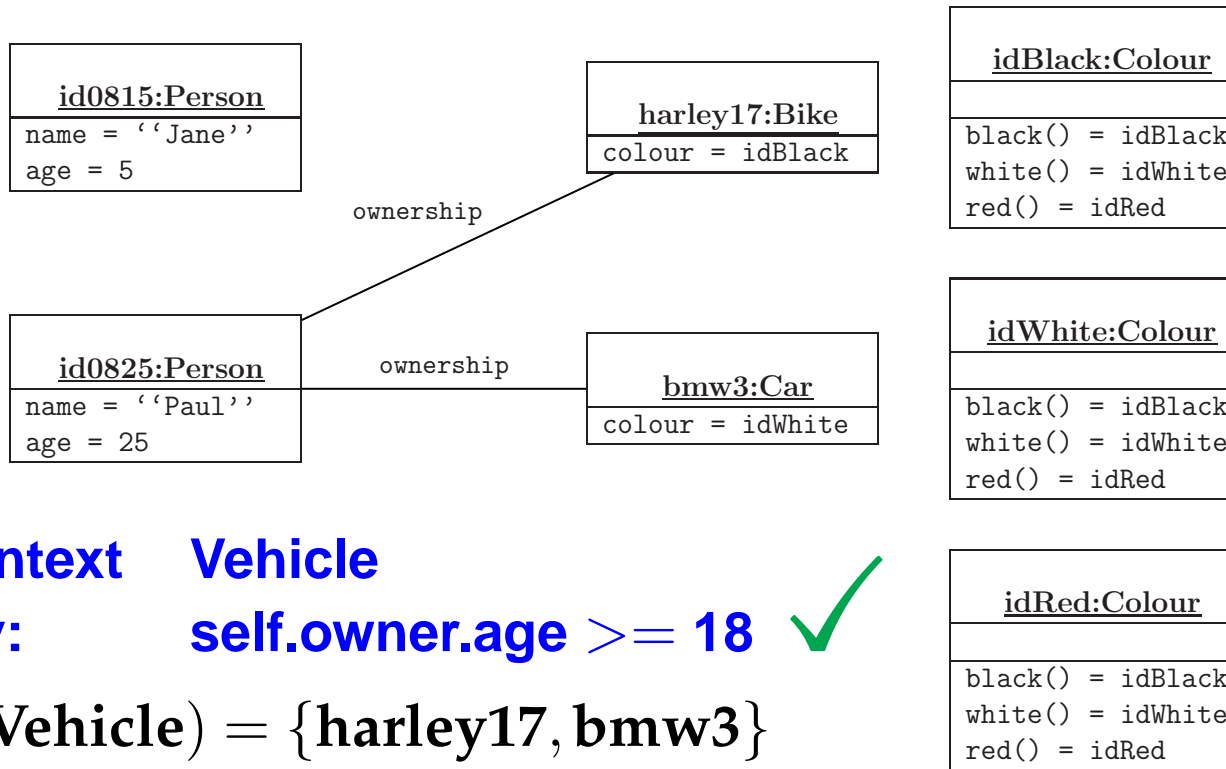 id0815:Person
name = ‘‘Jane’’
age = 5
harley17:Bike
colour = idBlack
idBlack:Colour
black() = idBlack
white() = idWhite
red() = idRed
ownership
id0825:Person
name = ‘‘Paul’’
age = 25
ownership
bmw3:Car
colour = idWhite
idWhite:Colour
black() = idBlack
white() = idWhite
red() = idRed
ntext Vehicle
: self.owner.age >= 18 ✓
Vehicle) = {harley17, bmw3}
idRed:Colour
black() = idBlack
white() = idWhite
red() = idRed